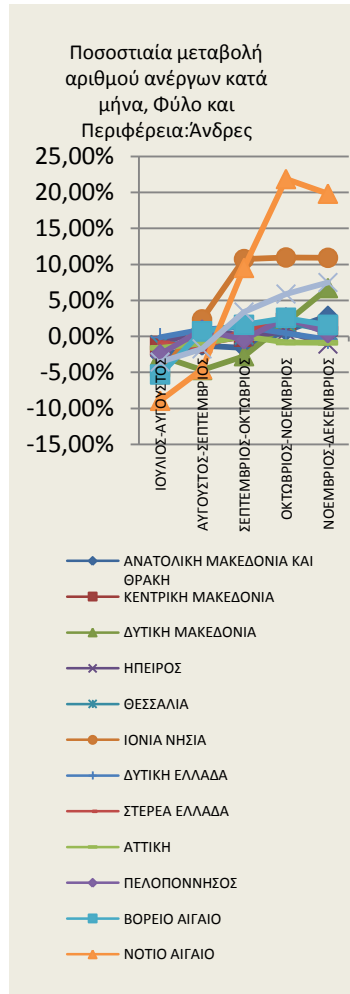 Ποσοστιαία μεταβολή
αριθμού ανέργων κατά
μήνα, Φύλο και
Περιφέρεια:Άνδρες
25,00%
20,00%
15,00%
10,00%
5,00%
0,00%
-5,00%
-10,00%
-15,00%
ΙΟΥΛΙΟΣ-ΑΥΓΟΥΣΤΟΣ
ΑΥΓΟΥΣΤΟΣ-ΣΕΠΤΕΜΒΡΙΟΣ
ΣΕΠΤΕΜΒΡΙΟΣ-ΟΚΤΩΒΡΙΟΣ
ΟΚΤΩΒΡΙΟΣ-ΝΟΕΜΒΡΙΟΣ
ΝΟΕΜΒΡΙΟΣ-ΔΕΚΕΜΒΡΙΟΣ
ΑΝΑΤΟΛΙΚΗ ΜΑΚΕΔΟΝΙΑ ΚΑΙ
ΘΡΑΚΗ
ΚΕΝΤΡΙΚΗ ΜΑΚΕΔΟΝΙΑ
ΔΥΤΙΚΗ ΜΑΚΕΔΟΝΙΑ
ΗΠΕΙΡΟΣ
ΘΕΣΣΑΛΙΑ
ΙΟΝΙΑ ΝΗΣΙΑ
ΔΥΤΙΚΗ ΕΛΛΑΔΑ
ΣΤΕΡΕΑ ΕΛΛΑΔΑ
ΑΤΤΙΚΗ
ΠΕΛΟΠΟΝΝΗΣΟΣ
ΒΟΡΕΙΟ ΑΙΓΑΙΟ
ΝΟΤΙΟ ΑΙΓΑΙΟ